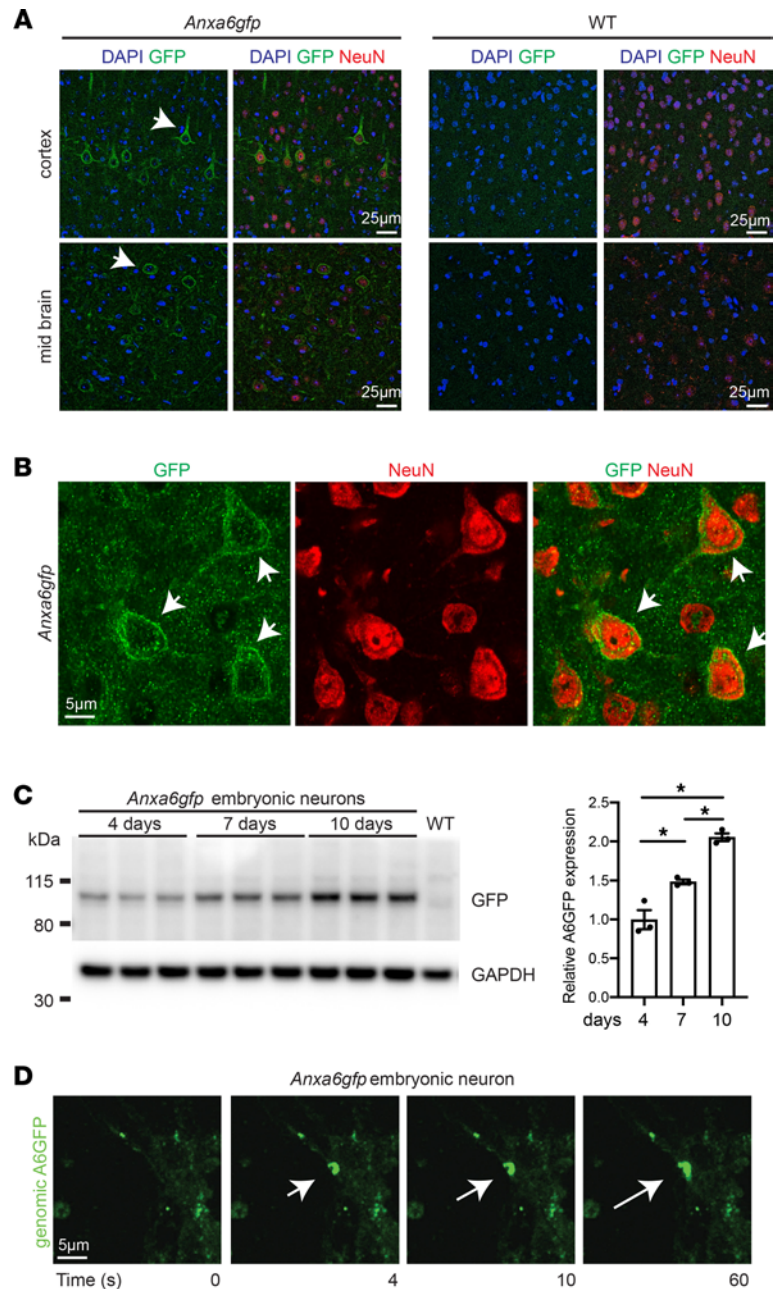 A
Anxa6gfp WT
DAPI GFP DAPI GFP NeuN DAPI GFP DAPI GFP NeuN
cortex
25µm 25µm
mid brain
25µm 25µm
B
GFP NeuN GFP NeuN
Anxa6gfp
5µm
C
Anxa6gfp embryonic neurons
kDa 4 days 7 days 10 days WT
115
80
GFP
GAPDH
30
Relative A6GFP expression
2.5
2.0
1.5
1.0
0.5
0.0
* * *
days 4 7 10
D
Anxa6gfp embryonic neuron
genomic A6GFP
5µm
Time (s) 0 4 10 60